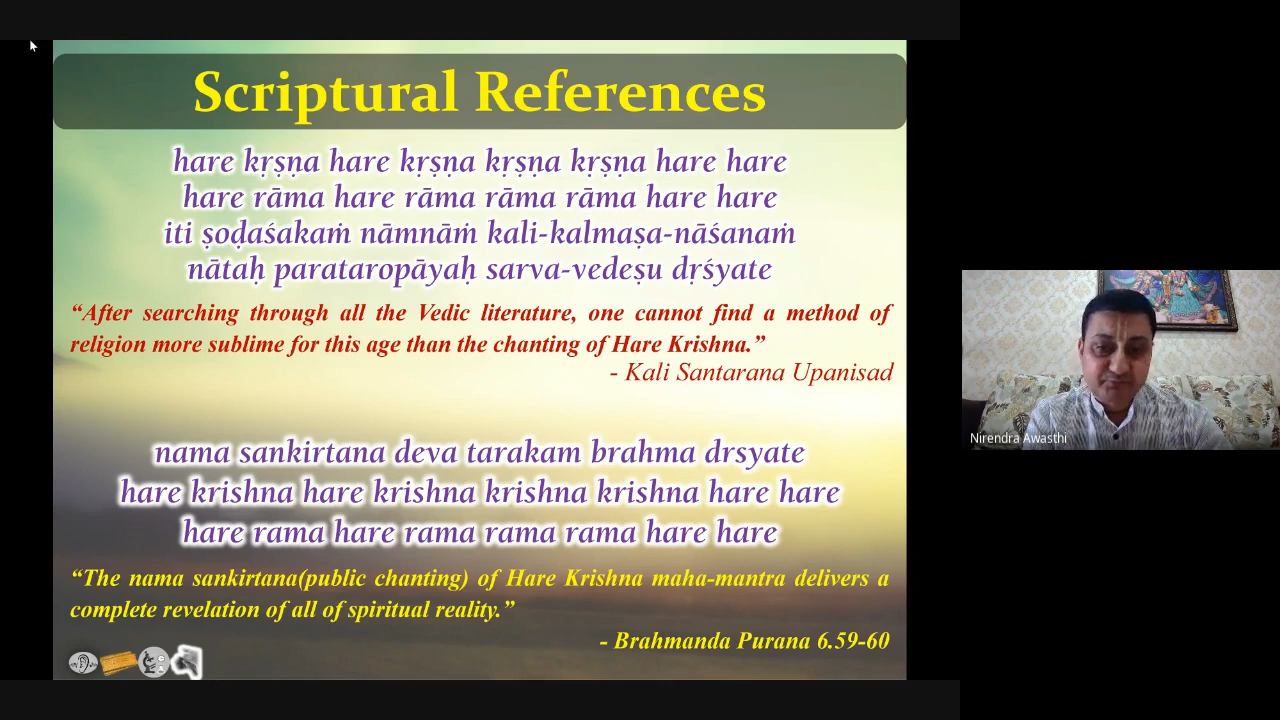 Scriptural References
hare kṛṣṇa hare kṛṣṇa kṛṣṇa kṛṣṇa hare hare
hare rāma hare rāma rāma rāma hare hare
iti ṣoḍaśakaṁ nāmnāṁ kali-kalmaṣa-nāśanaṁ
nātaḥ parataropāyaḥ sarva-vedeṣu dṛśyate
“After searching through all the Vedic literature, one cannot find a method of
religion more sublime for this age than the chanting of Hare Krishna.”
- Kali Santarana Upanisad
nama sankirtana deva tarakam brahma drsyate
hare krishna hare krishna krishna krishna hare hare
hare rama hare rama rama rama hare hare
“The nama sankirtana(public chanting) of Hare Krishna maha-mantra delivers a
complete revelation of all of spiritual reality.”
- Brahmanda Purana 6.59-60
Nirendra Awasthi